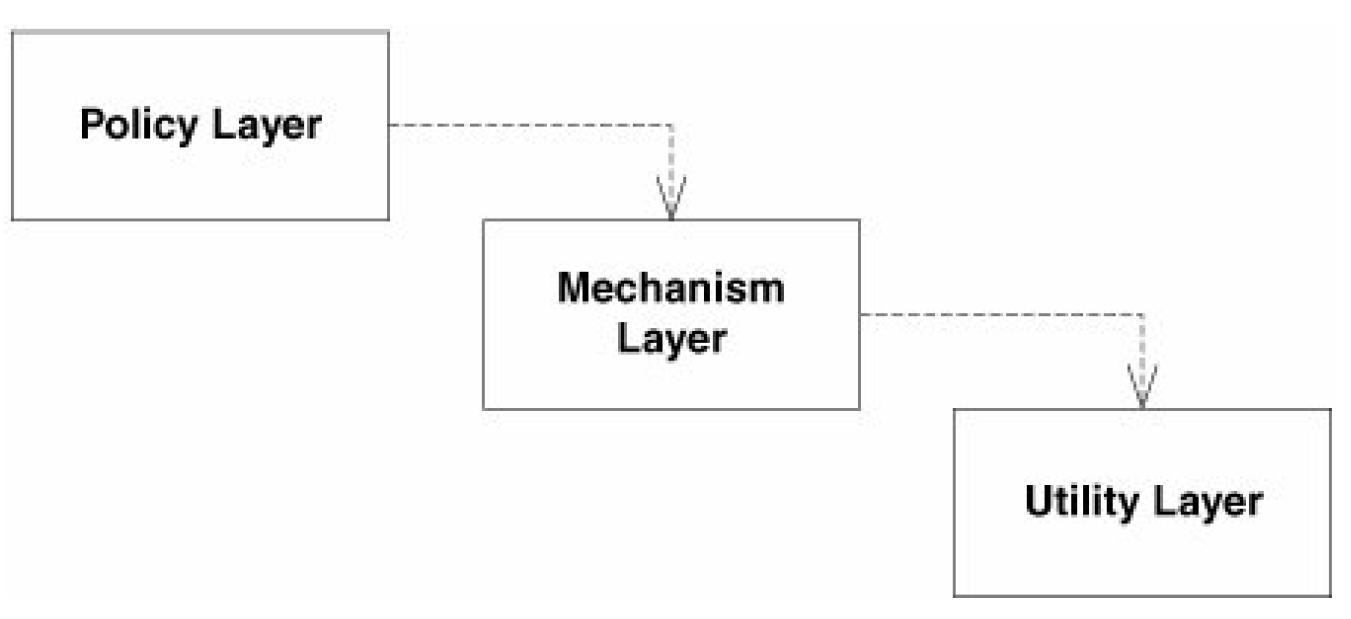 Policy Layer
Mechanism
Layer
Utility Layer